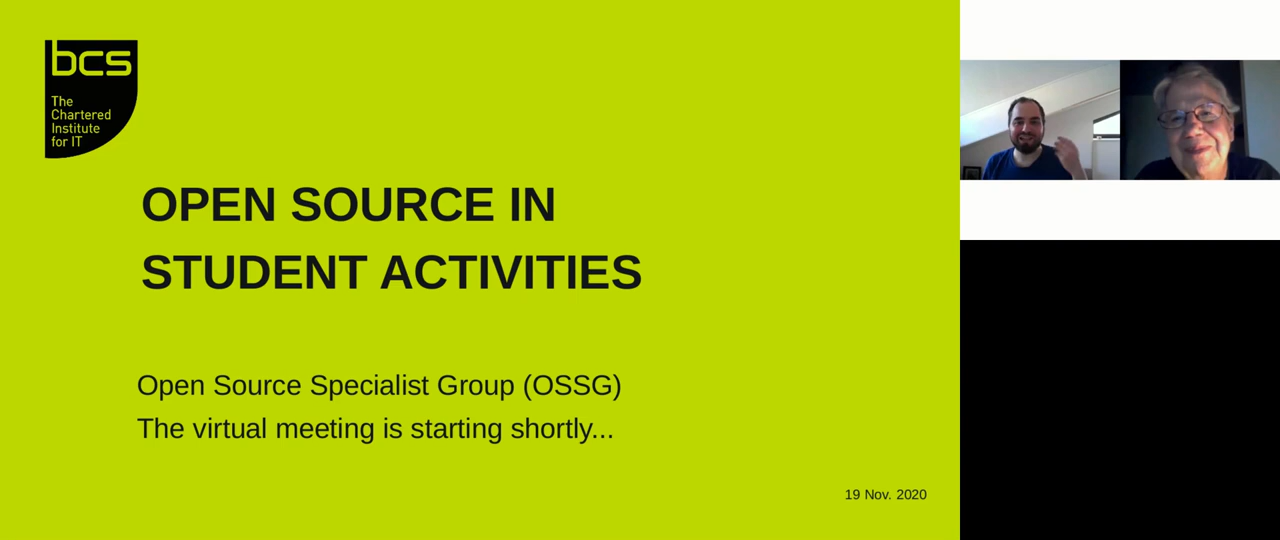 bcs
The
Chartered
Institute
for IT
OPEN SOURCE IN
STUDENT ACTIVITIES
Open Source Specialist Group (OSSG)
The virtual meeting is starting shortly...
19 Nov. 2020